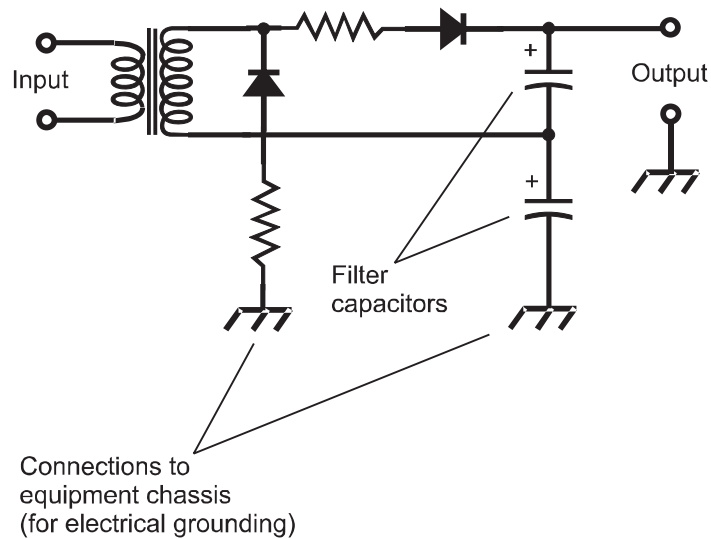 Input
+
Output
+
Filter
capacitors
Connections to
equipment chassis
(for electrical grounding)